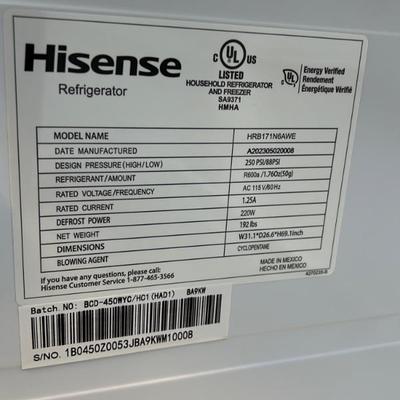 Hisense
Refrigerator
C UL US
LISTED
HOUSEHOLD REFRIGERATOR
AND FREEZER
SA9371
HMHA
Energy Verified
Rendement
Énergétique Vérifié
MODEL NAME HRB171N6AWE
DATE MANUFACTURED A202305020008
DESIGN PRESSURE (HIGH/LOW) 250 PSI/88PSI
REFRIGERANT/AMOUNT R600a /1.76Oz(50g)
RATED VOLTAGE/FREQUENCY AC 115 V/60Hz
RATED CURRENT 1.25A
DEFROST POWER 220W
NET WEIGHT 192 lbs
DIMENSIONS W31.1*D26.6*H69.1inch
BLOWING AGENT CYCLOPENTANE
If you have any questions, please call:
Hisense Customer Service 1-877-465-3566
MADE IN MEXICO
HECHO EN MEXICO
Batch NO: BCD-450WYC/HC1(HAD1) BA9KW
S/NO. 1B0450Z0053JBA9KWM10008